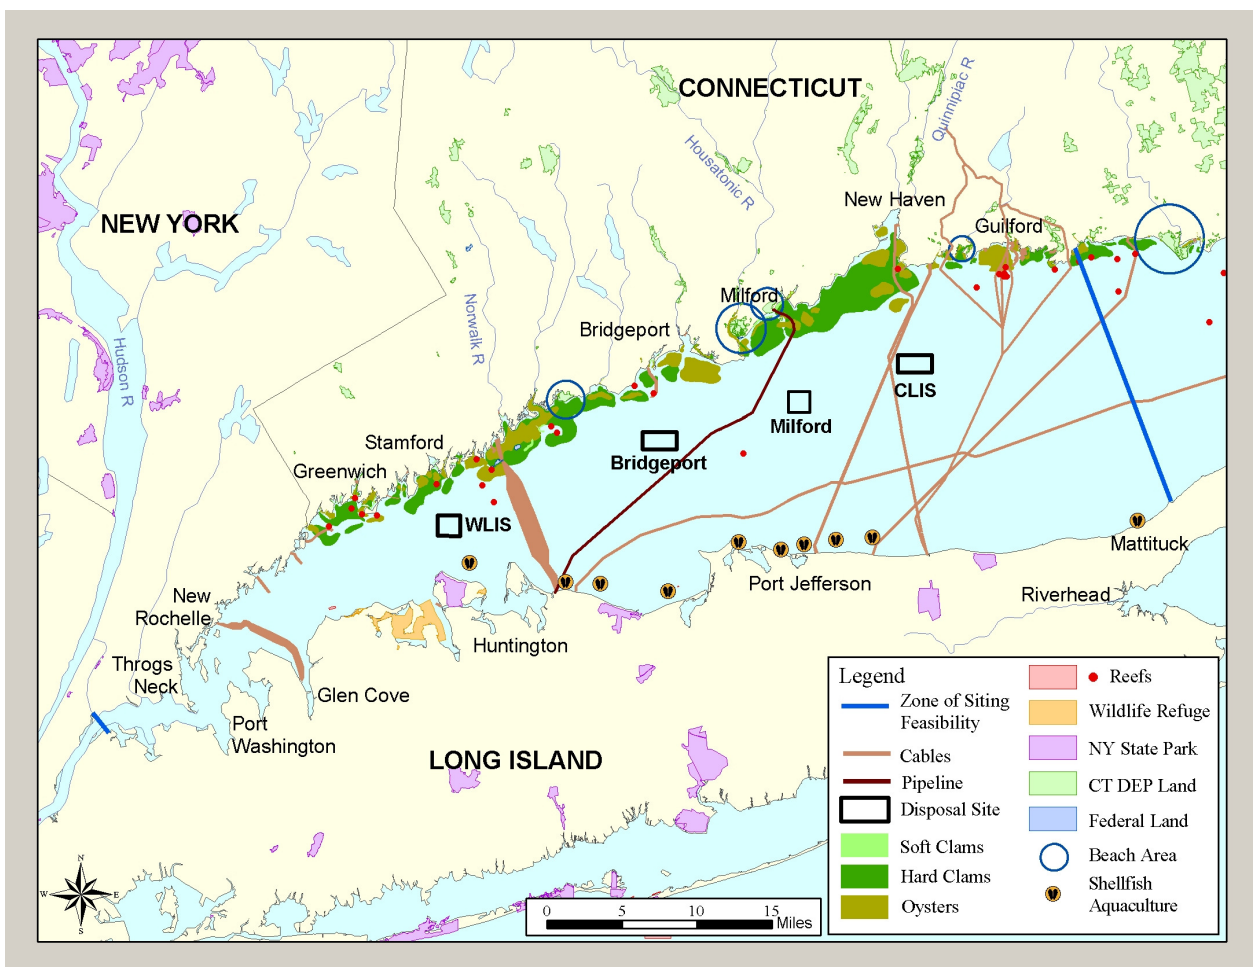 CONNECTICUT
Quinnipiac R
Housatonic R
New Haven
NEW YORK
Guilford
Milford
Bridgeport
Norwalk R
Hudson R
CLIS
Milford
Stamford
Bridgeport
Greenwich
WLIS
Mattituck
Port Jefferson
New
Rochelle
Riverhead
Huntington
Throgs
Neck
Glen Cove
Port
Washington
LONG ISLAND
Legend
Zone of Siting
Feasibility
Cables
Pipeline
Disposal Site
Soft Clams
Hard Clams
Oysters
Reefs
Wildlife Refuge
NY State Park
CT DEP Land
Federal Land
Beach Area
Shellfish
Aquaculture
N
W E
S
0 5 10 15
Miles